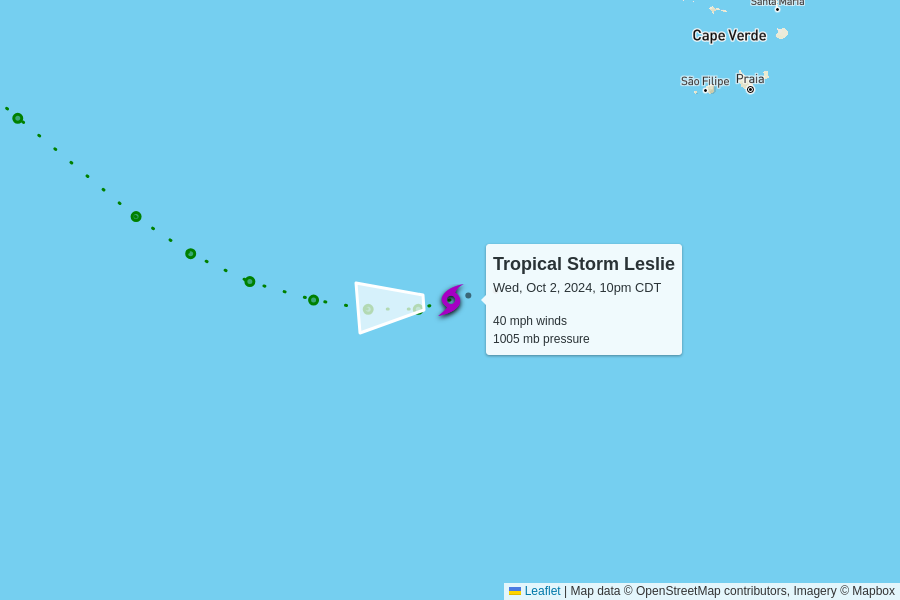 Santa Maria
Cape Verde
São Filipe
Praia
Tropical Storm Leslie
Wed, Oct 2, 2024, 10pm CDT
40 mph winds
1005 mb pressure
Leaflet | Map data © OpenStreetMap contributors, Imagery © Mapbox